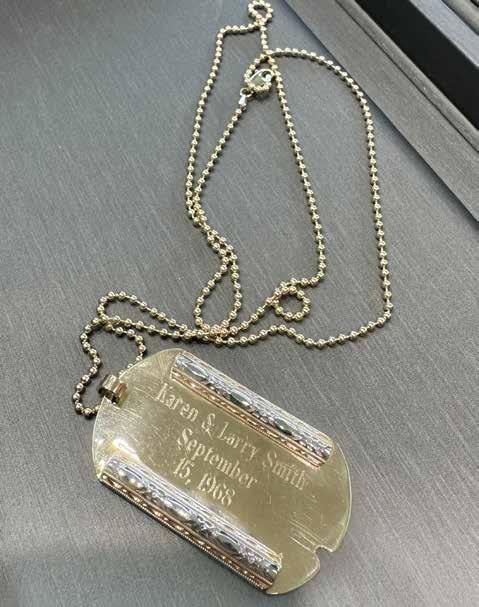 Karen & Larry Smith
September
15, 1968